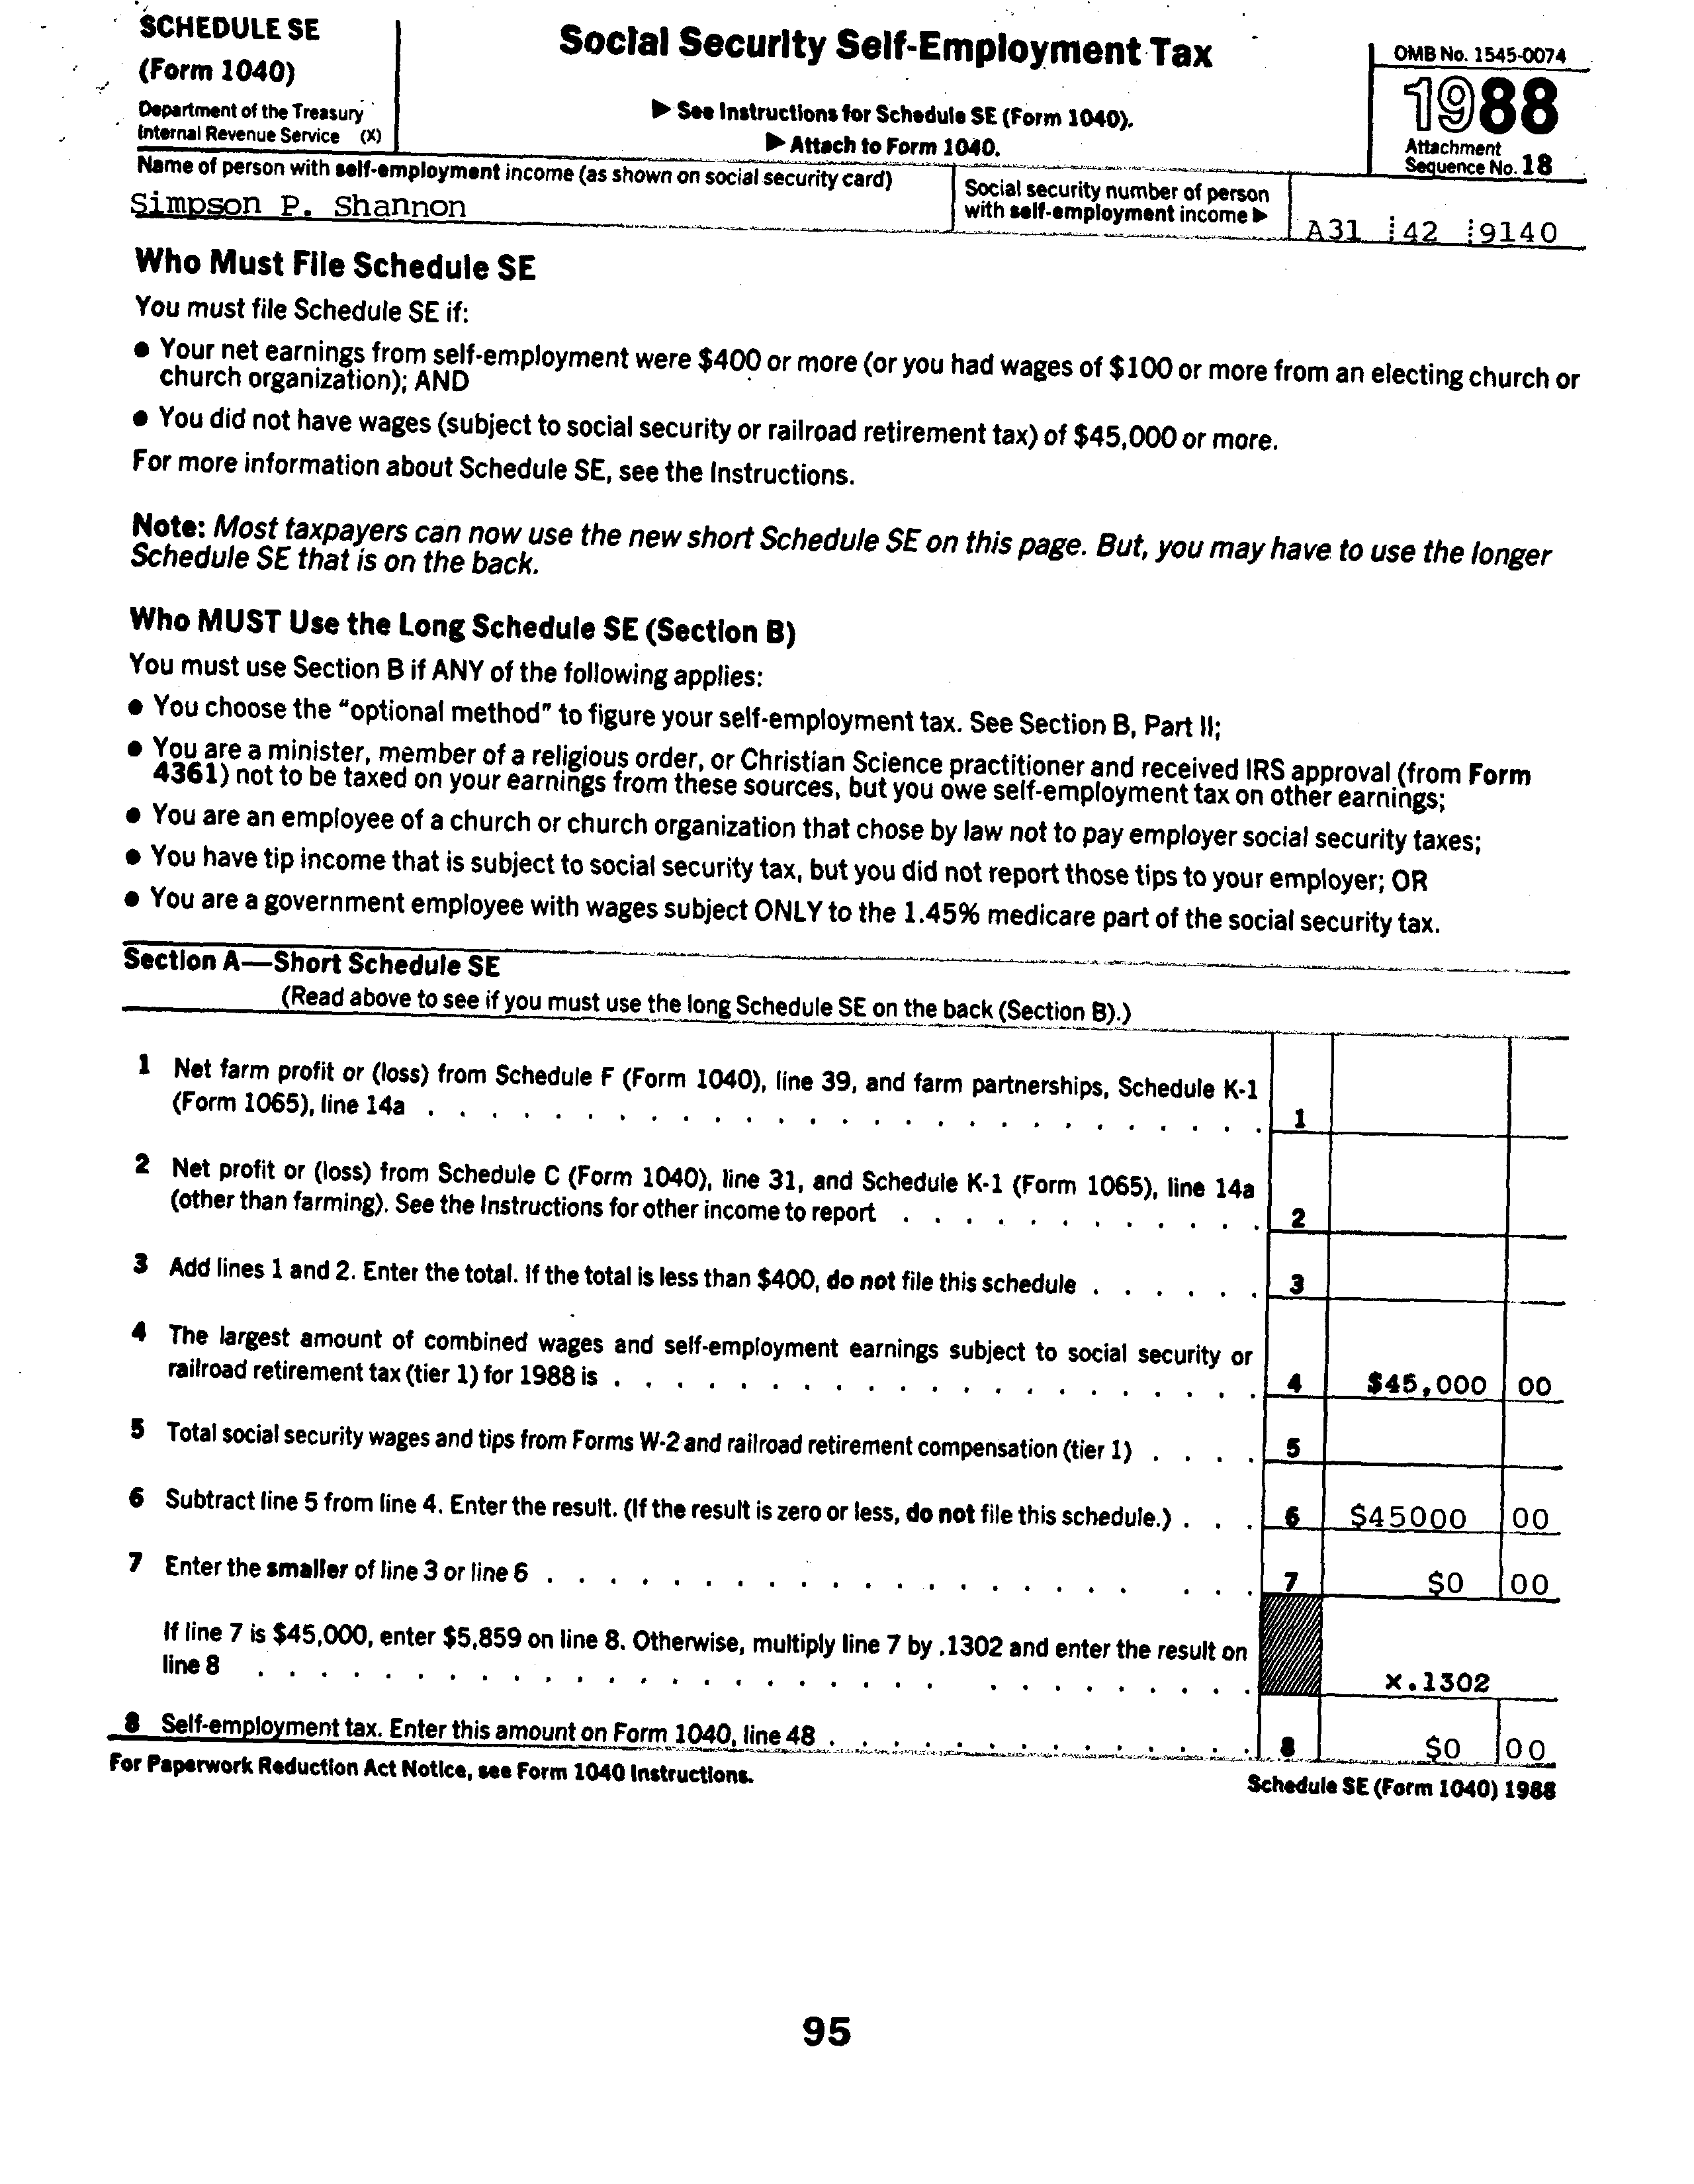 SCHEDULE SE
(Form 1040)
Department of the Treasury
Internal Revenue Service (X)
Social Security Self-Employment Tax
▶ See Instructions for Schedule SE (Form 1040).
▶ Attach to Form 1040.
OMB No. 1545-0074
1988
Attachment
Sequence No. 18
Name of person with self-employment income (as shown on social security card)
Simpson P. Shannon
Social security number of person
with self-employment income ▶
A31 42 9140
Who Must File Schedule SE
You must file Schedule SE if:
● Your net earnings from self-employment were $400 or more (or you had wages of $100 or more from an electing church or
church organization); AND
● You did not have wages (subject to social security or railroad retirement tax) of $45,000 or more.
For more information about Schedule SE, see the Instructions.
Note: Most taxpayers can now use the new short Schedule SE on this page. But, you may have to use the longer
Schedule SE that is on the back.
Who MUST Use the Long Schedule SE (Section B)
You must use Section B if ANY of the following applies:
● You choose the "optional method" to figure your self-employment tax. See Section B, Part II;
● You are a minister, member of a religious order, or Christian Science practitioner and received IRS approval (from Form
4361) not to be taxed on your earnings from these sources, but you owe self-employment tax on other earnings;
● You are an employee of a church or church organization that chose by law not to pay employer social security taxes;
● You have tip income that is subject to social security tax, but you did not report those tips to your employer; OR
● You are a government employee with wages subject ONLY to the 1.45% medicare part of the social security tax.
Section A—Short Schedule SE
(Read above to see if you must use the long Schedule SE on the back (Section B).)
1 Net farm profit or (loss) from Schedule F (Form 1040), line 39, and farm partnerships, Schedule K-1
(Form 1065), line 14a . . . . . . . . . . . . . . . . . . . . . . . . . . . 1
2 Net profit or (loss) from Schedule C (Form 1040), line 31, and Schedule K-1 (Form 1065), line 14a
(other than farming). See the Instructions for other income to report . . . . . . . . . . . . 2
3 Add lines 1 and 2. Enter the total. If the total is less than $400, do not file this schedule . . . . . . 3
4 The largest amount of combined wages and self-employment earnings subject to social security or
railroad retirement tax (tier 1) for 1988 is . . . . . . . . . . . . . . . . . . . . . 4 $45,000 00
5 Total social security wages and tips from Forms W-2 and railroad retirement compensation (tier 1) . . . . 5
6 Subtract line 5 from line 4. Enter the result. (If the result is zero or less, do not file this schedule.) . . . 6 $45000 00
7 Enter the smaller of line 3 or line 6 . . . . . . . . . . . . . . . . . . . . . . 7 $0 00
If line 7 is $45,000, enter $5,859 on line 8. Otherwise, multiply line 7 by .1302 and enter the result on
line 8 . . . . . . . . . . . . . . . . . . . . . . . . . . . . . . . x.1302
8 Self-employment tax. Enter this amount on Form 1040, line 48 . . . . . . . . . . . . . . 8 $0 00
For Paperwork Reduction Act Notice, see Form 1040 Instructions.
Schedule SE (Form 1040) 1988
95